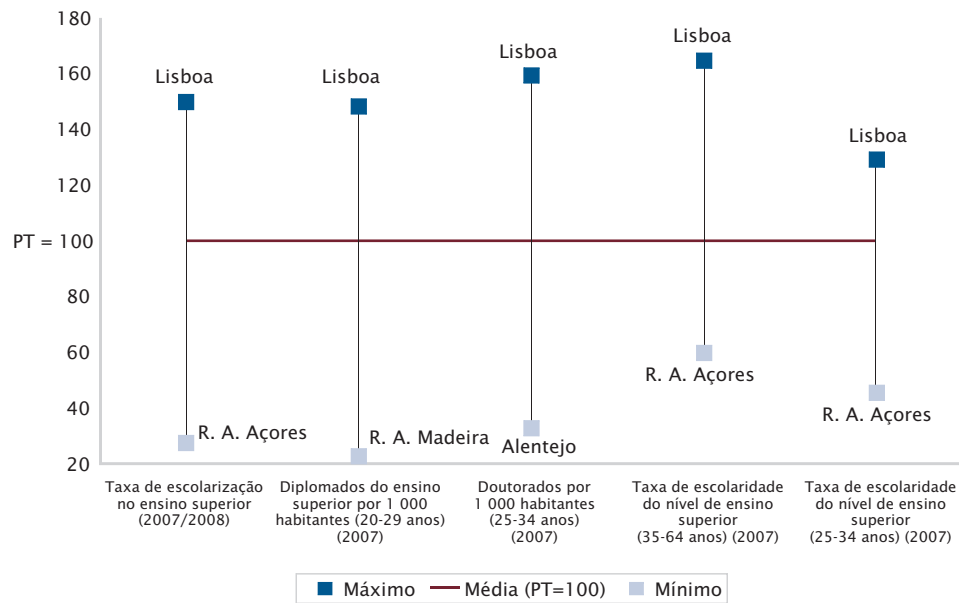 180
160
140
120
PT = 100
80
60
40
20
Lisboa
Lisboa
Lisboa
Lisboa
Lisboa
R. A. Açores
R. A. Madeira
Alentejo
R. A. Açores
R. A. Açores
Taxa de escolarização
no ensino superior
(2007/2008)
Diplomados do ensino
superior por 1 000
habitantes (20-29 anos)
(2007)
Doutorados por
1 000 habitantes
(25-34 anos)
(2007)
Taxa de escolaridade
do nível de ensino
superior
(35-64 anos) (2007)
Taxa de escolaridade
do nível de ensino
superior
(25-34 anos) (2007)
Máximo Média (PT=100) Mínimo